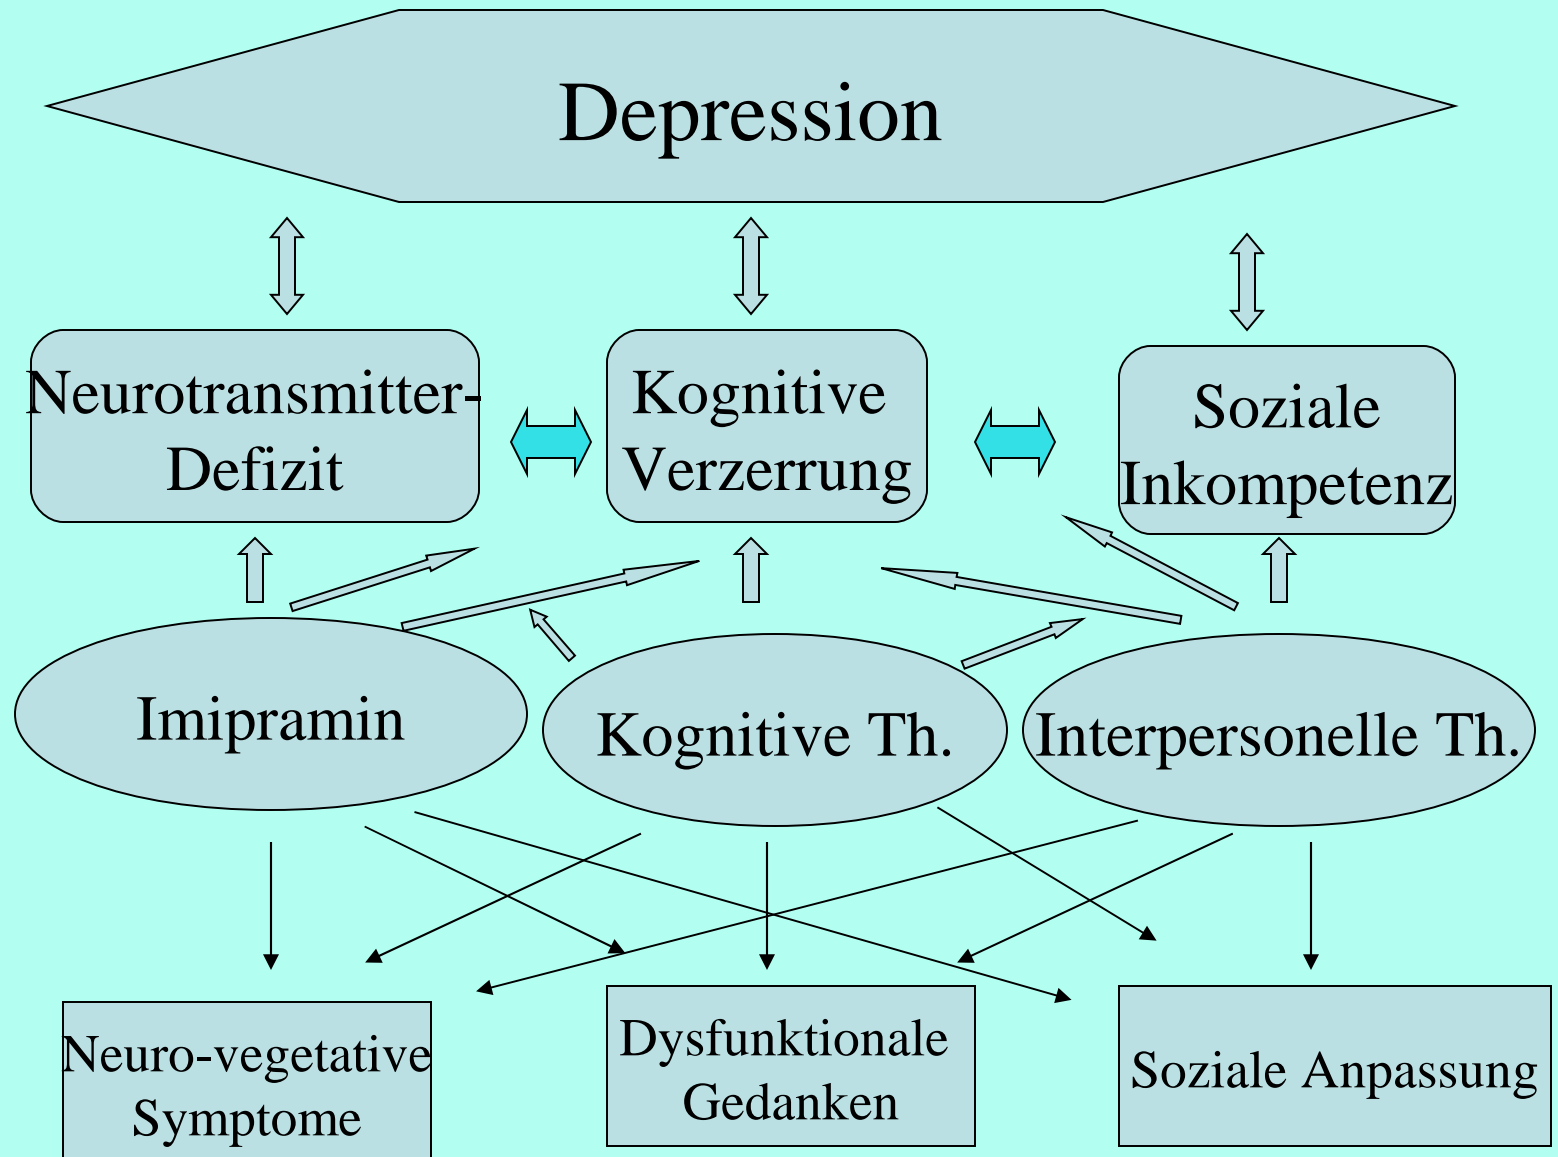 Depression
Neurotransmitter-
Defizit
Kognitive
Verzerrung
Soziale
Inkompetenz
Imipramin
Kognitive Th.
Interpersonelle Th.
Neuro-vegetative
Symptome
Dysfunktionale
Gedanken
Soziale Anpassung